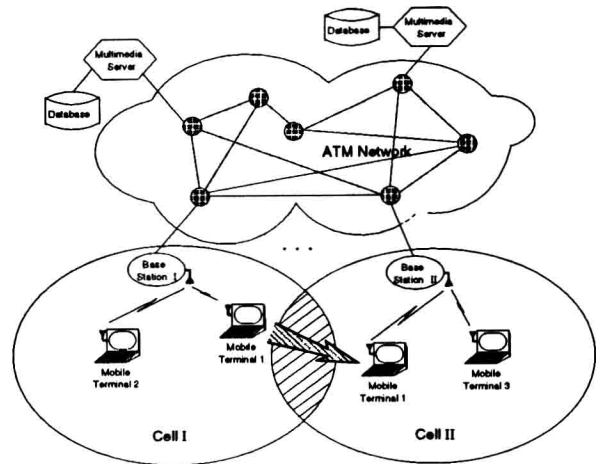 Database
Multimedia
Server
Multimedia
Server
Database
ATM Network
. . .
Base
Station I
Base
Station II
Mobile
Terminal 2
Mobile
Terminal 1
Mobile
Terminal 1
Mobile
Terminal 3
Cell I
Cell II